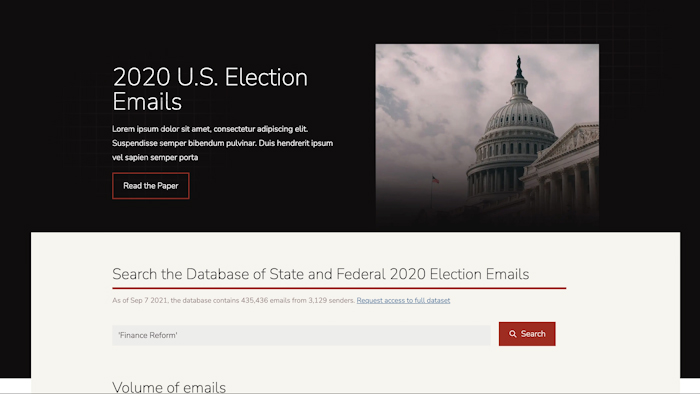 2020 U.S. Election
Emails
Lorem ipsum dolor sit amet, consectetur adipiscing elit.
Suspendisse semper bibendum pulvinar. Duis hendrerit ipsum
vel sapien semper porta
Read the Paper
Search the Database of State and Federal 2020 Election Emails
As of Sep 7 2021, the database contains 435,436 emails from 3,129 senders. Request access to full dataset
'Finance Reform'
Search
Volume of emails